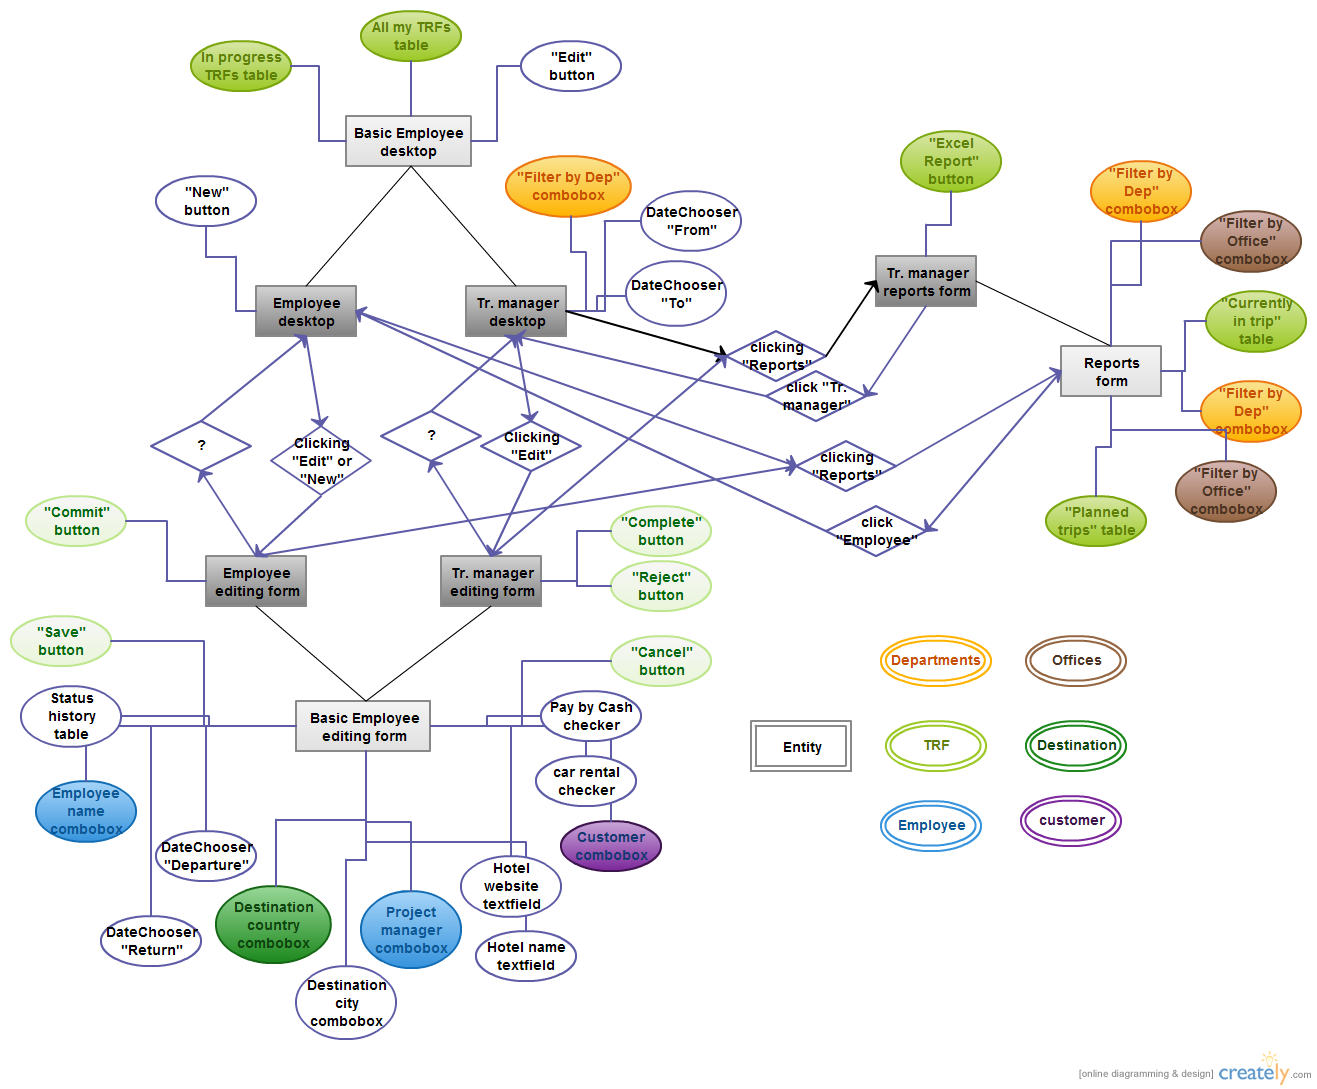 All my TRFs
table
In progress
TRFs table
"Edit"
button
Basic Employee
desktop
"Excel
Report"
button
"Filter by Dep"
combobox
"Filter by
Dep"
combobox
"New"
button
DateChooser
"From"
"Filter by
Office"
combobox
Tr. manager
reports form
DateChooser
"To"
Employee
desktop
Tr. manager
desktop
"Currently
in trip"
table
clicking
"Reports"
Reports
form
click "Tr.
manager"
"Filter by
Dep"
combobox
?
Clicking
"Edit" or
"New"
?
Clicking
"Edit"
clicking
"Reports"
"Filter by
Office"
combobox
"Commit"
button
"Complete"
button
click
"Employee"
"Planned
trips" table
Employee
editing form
Tr. manager
editing form
"Reject"
button
"Save"
button
"Cancel"
button
Departments
Offices
Status
history
table
Basic Employee
editing form
Pay by Cash
checker
Entity
TRF
Destination
car rental
checker
Employee
name
combobox
Employee
customer
DateChooser
"Departure"
Customer
combobox
Hotel
website
textfield
Destination
country
combobox
Project
manager
combobox
DateChooser
"Return"
Hotel name
textfield
Destination
city
combobox
[online diagramming & design] creately.com